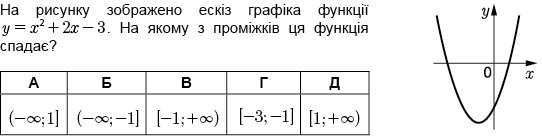 На рисунку зображено ескіз графіка функції
y = x² + 2x − 3. На якому з проміжків ця функція
спадає?
А Б В Г Д
(−∞; 1] (−∞; −1] [−1; +∞) [−3; −1] [1; +∞)
y
0 x